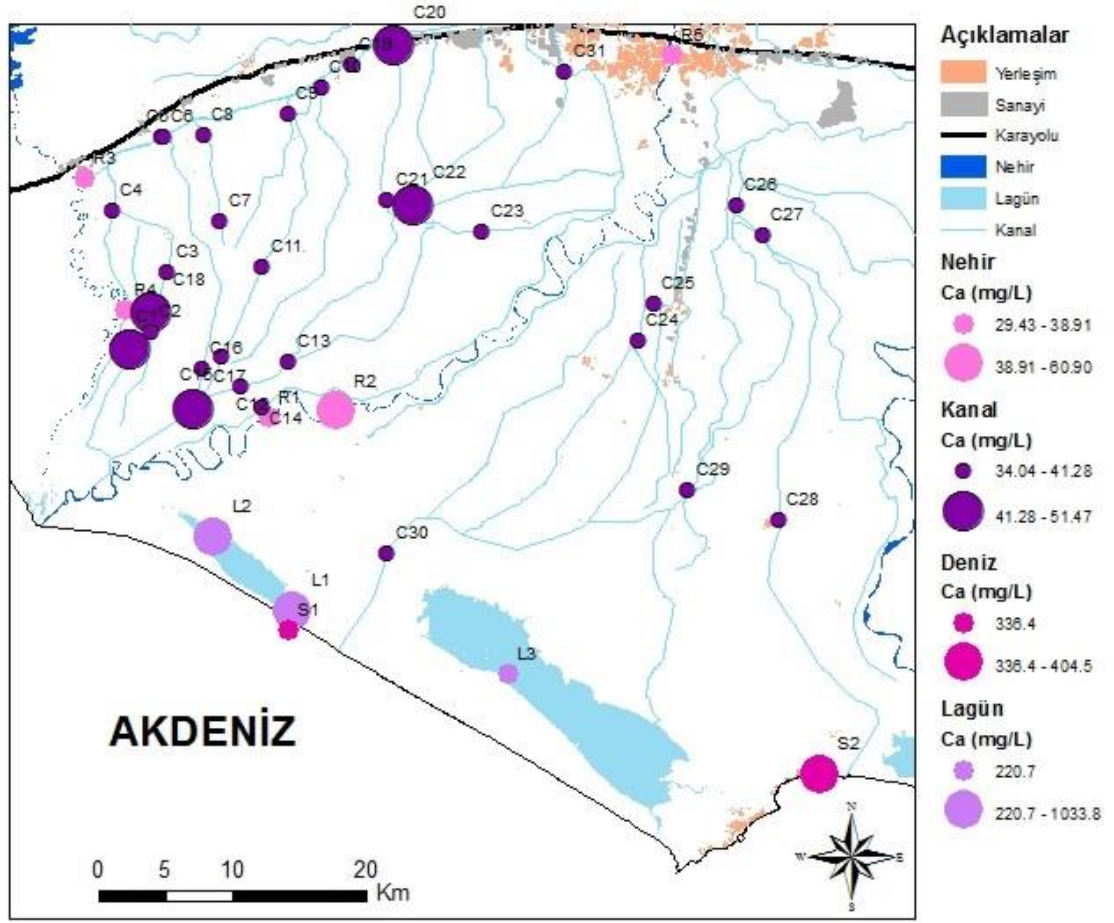 C20
C19
C10
C31
R5
C9
C5
C6
C8
R3
C4
C7
C21
C22
C23
C26
C27
C3
C18
C11
R4
C1
C2
C25
C24
C16
C13
C15
C17
C12
R1
C14
R2
C29
C28
L2
C30
L1
S1
L3
S2
AKDENİZ
N
W
E
S
0 5 10 20
Km
Açıklamalar
Yerleşim
Sanayi
Karayolu
Nehir
Lagün
Kanal
Nehir
Ca (mg/L)
29.43 - 38.91
38.91 - 60.90
Kanal
Ca (mg/L)
34.04 - 41.28
41.28 - 51.47
Deniz
Ca (mg/L)
336.4
336.4 - 404.5
Lagün
Ca (mg/L)
220.7
220.7 - 1033.8